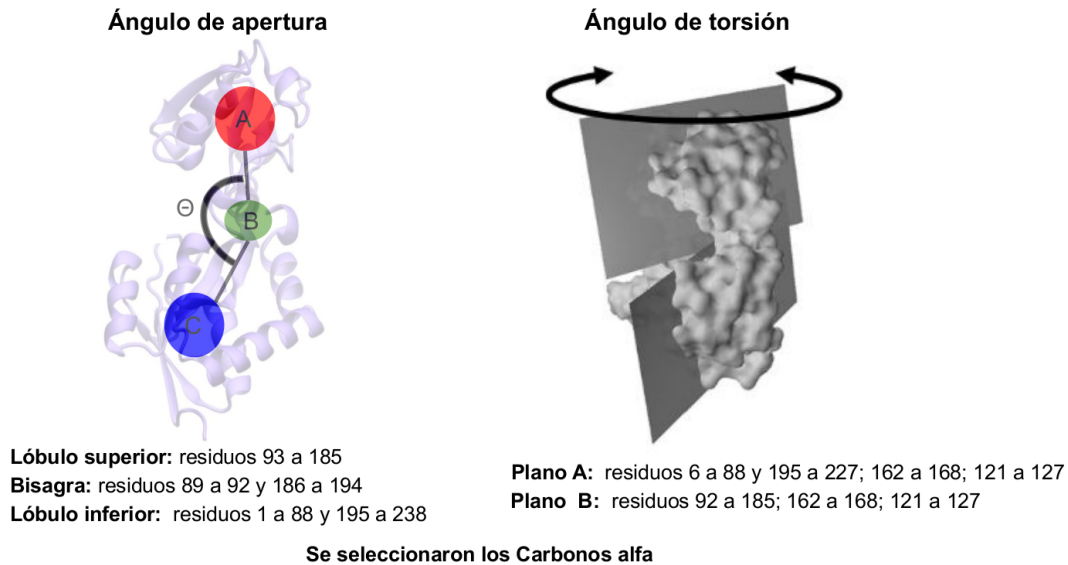 Ángulo de apertura
A
Θ
B
C
Lóbulo superior: residuos 93 a 185
Bisagra: residuos 89 a 92 y 186 a 194
Lóbulo inferior: residuos 1 a 88 y 195 a 238
Ángulo de torsión
Plano A: residuos 6 a 88 y 195 a 227; 162 a 168; 121 a 127
Plano B: residuos 92 a 185; 162 a 168; 121 a 127
Se seleccionaron los Carbonos alfa